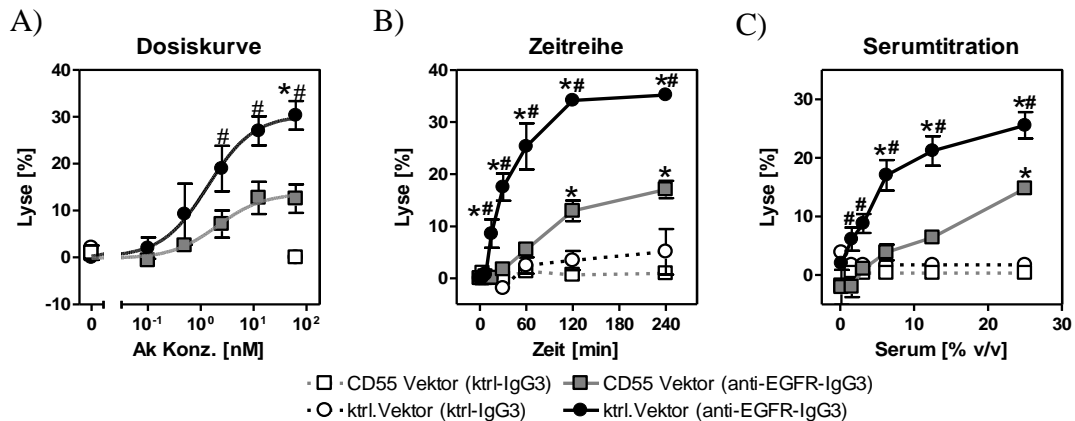 A)
Dosiskurve
Lyse [%]
40
30
20
10
0
-10
* #
#
#
0
10⁻¹
10⁰
10¹
10²
Ak Konz. [nM]
B)
Zeitreihe
Lyse [%]
40
30
20
10
0
*#
*#
*#
*#
*#
*
*
0
60
120
180
240
Zeit [min]
C)
Serumtitration
Lyse [%]
30
20
10
0
*#
*#
*#
#
#
*
0
10
20
30
Serum [% v/v]
CD55 Vektor (ktrl-IgG3)
CD55 Vektor (anti-EGFR-IgG3)
ktrl.Vektor (ktrl-IgG3)
ktrl.Vektor (anti-EGFR-IgG3)